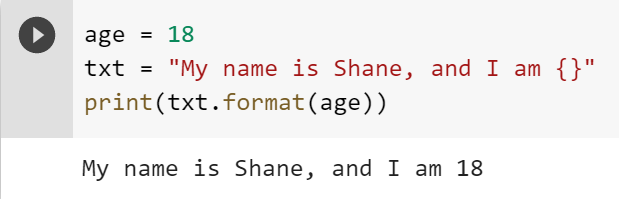 age = 18
txt = "My name is Shane, and I am {}"
print(txt.format(age))
My name is Shane, and I am 18